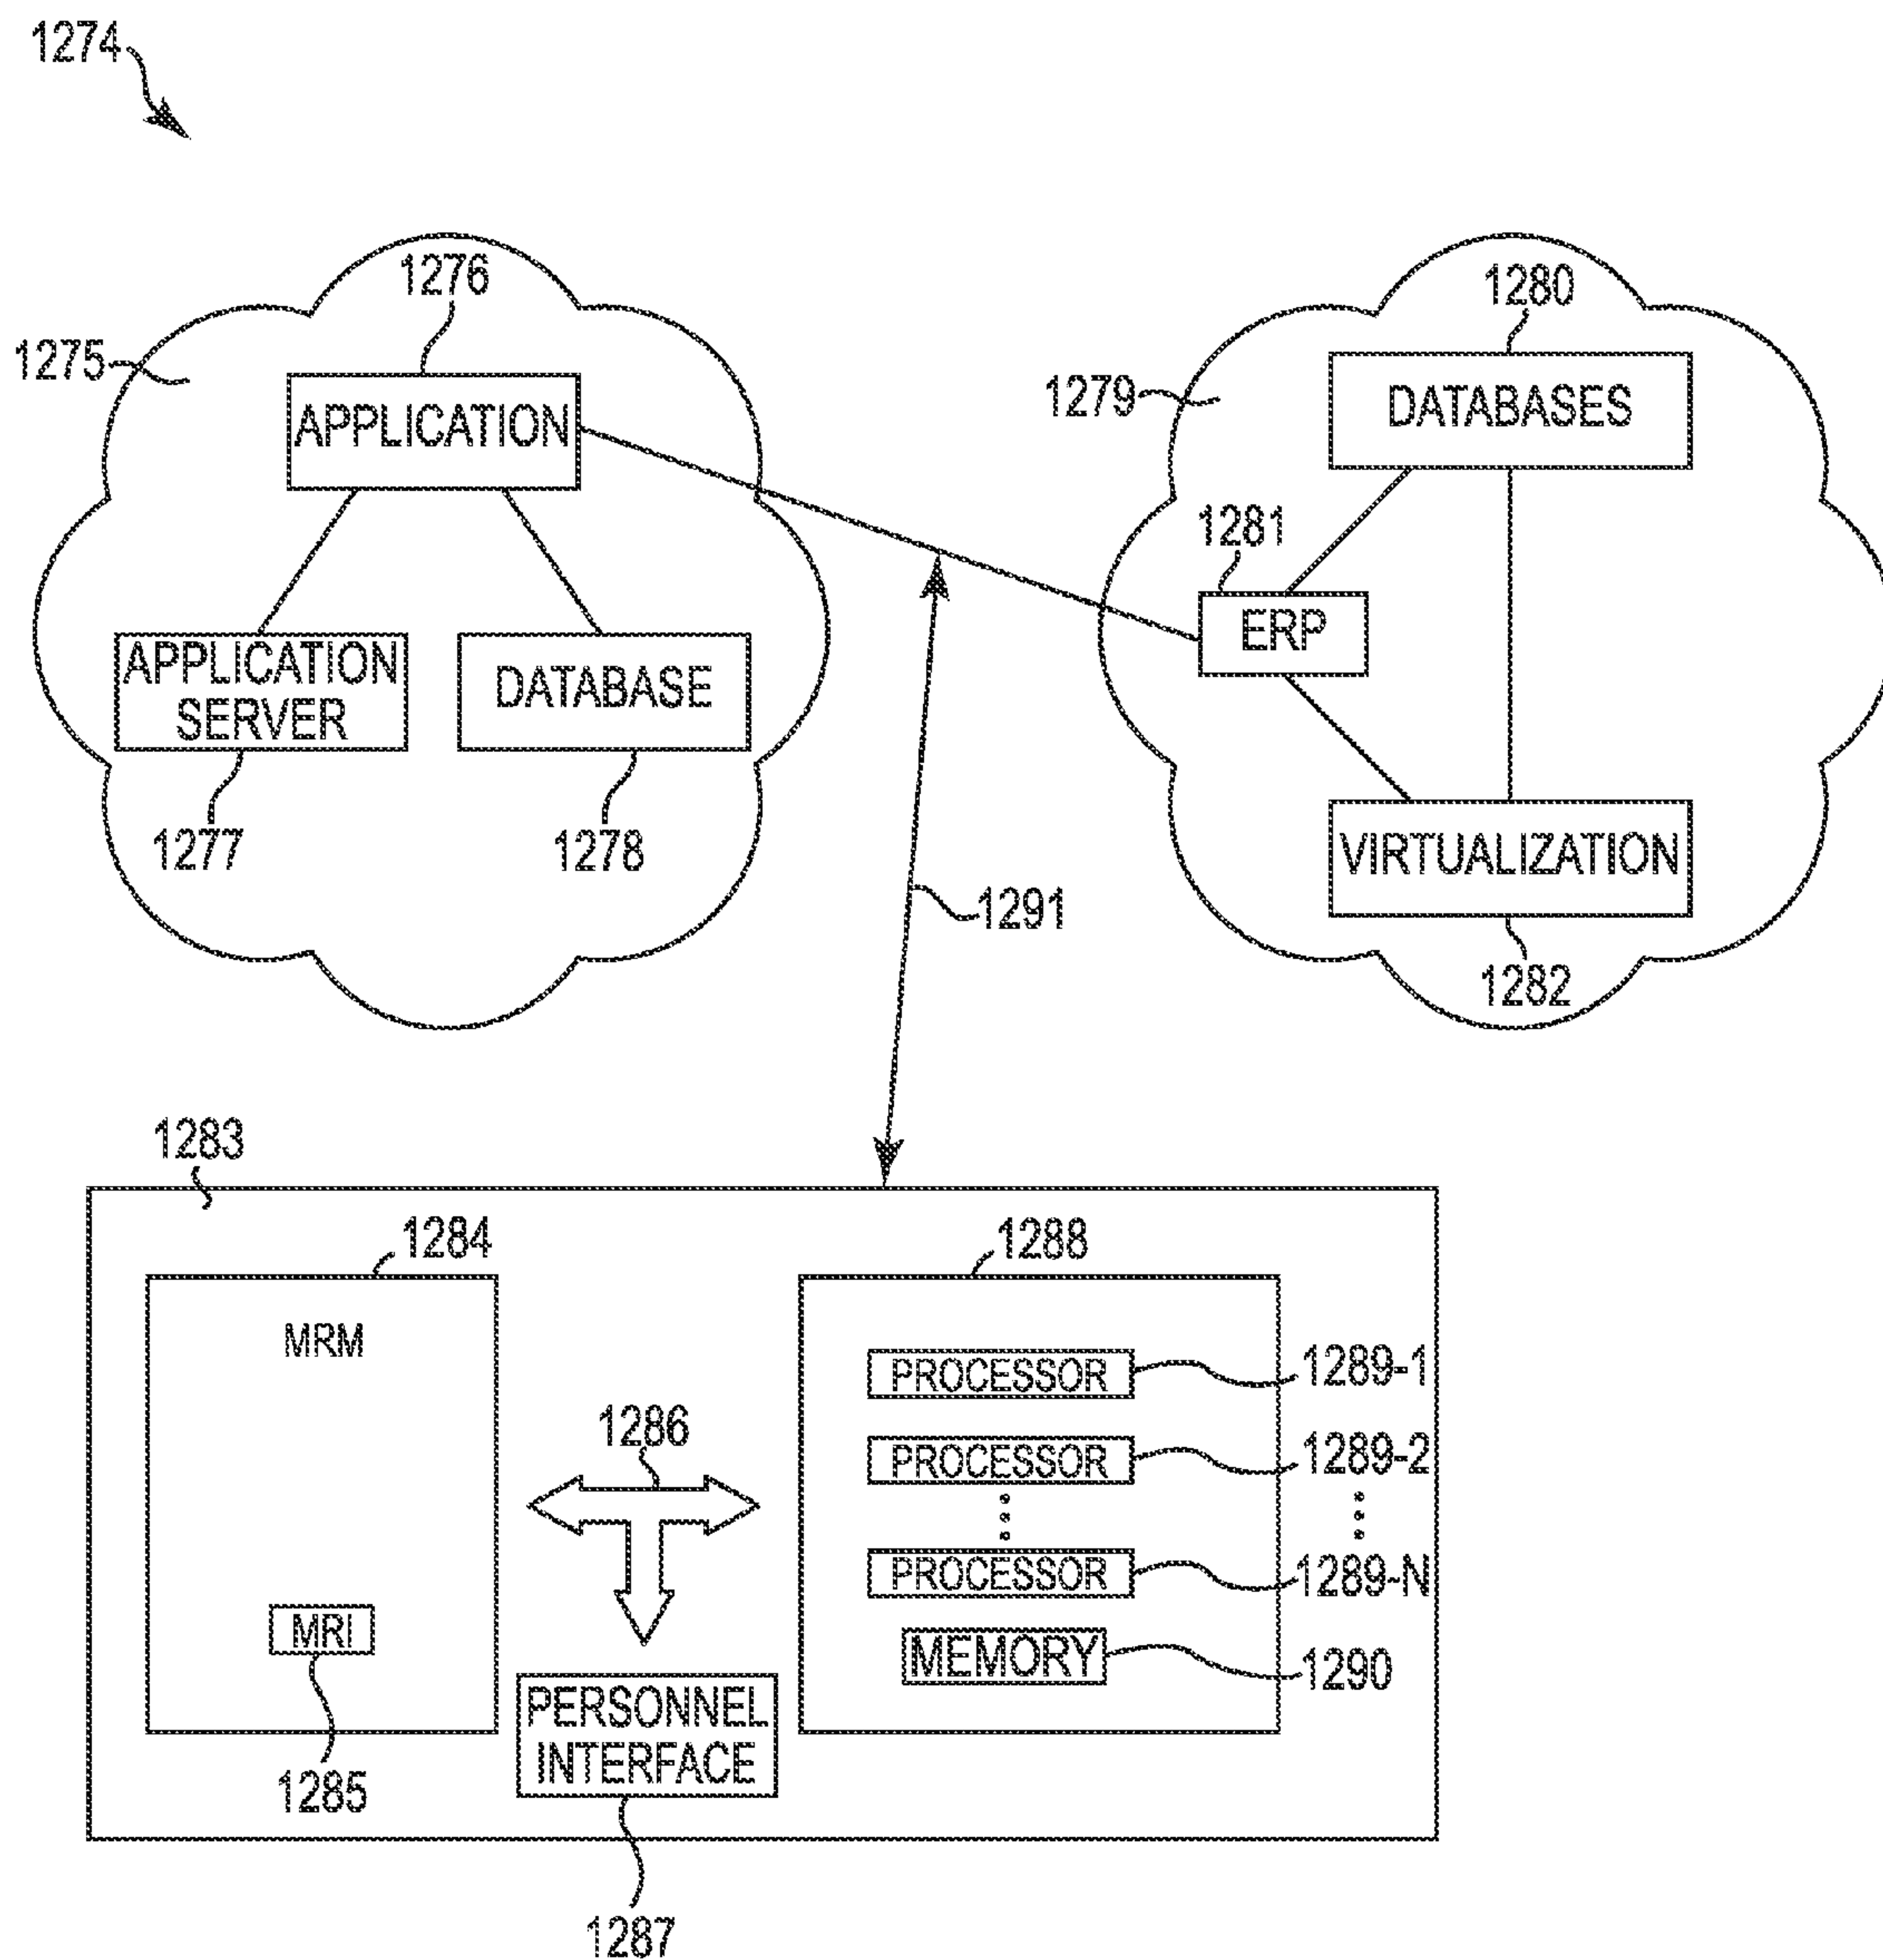 1274
1276
1275
APPLICATION
APPLICATION
SERVER
DATABASE
1277
1278
1280
1279
DATABASES
1281
ERP
VIRTUALIZATION
1282
1291
1283
1284
MRM
MRI
1285
1286
PERSONNEL
INTERFACE
1287
1288
PROCESSOR
1289-1
PROCESSOR
1289-2
PROCESSOR
1289-N
MEMORY
1290